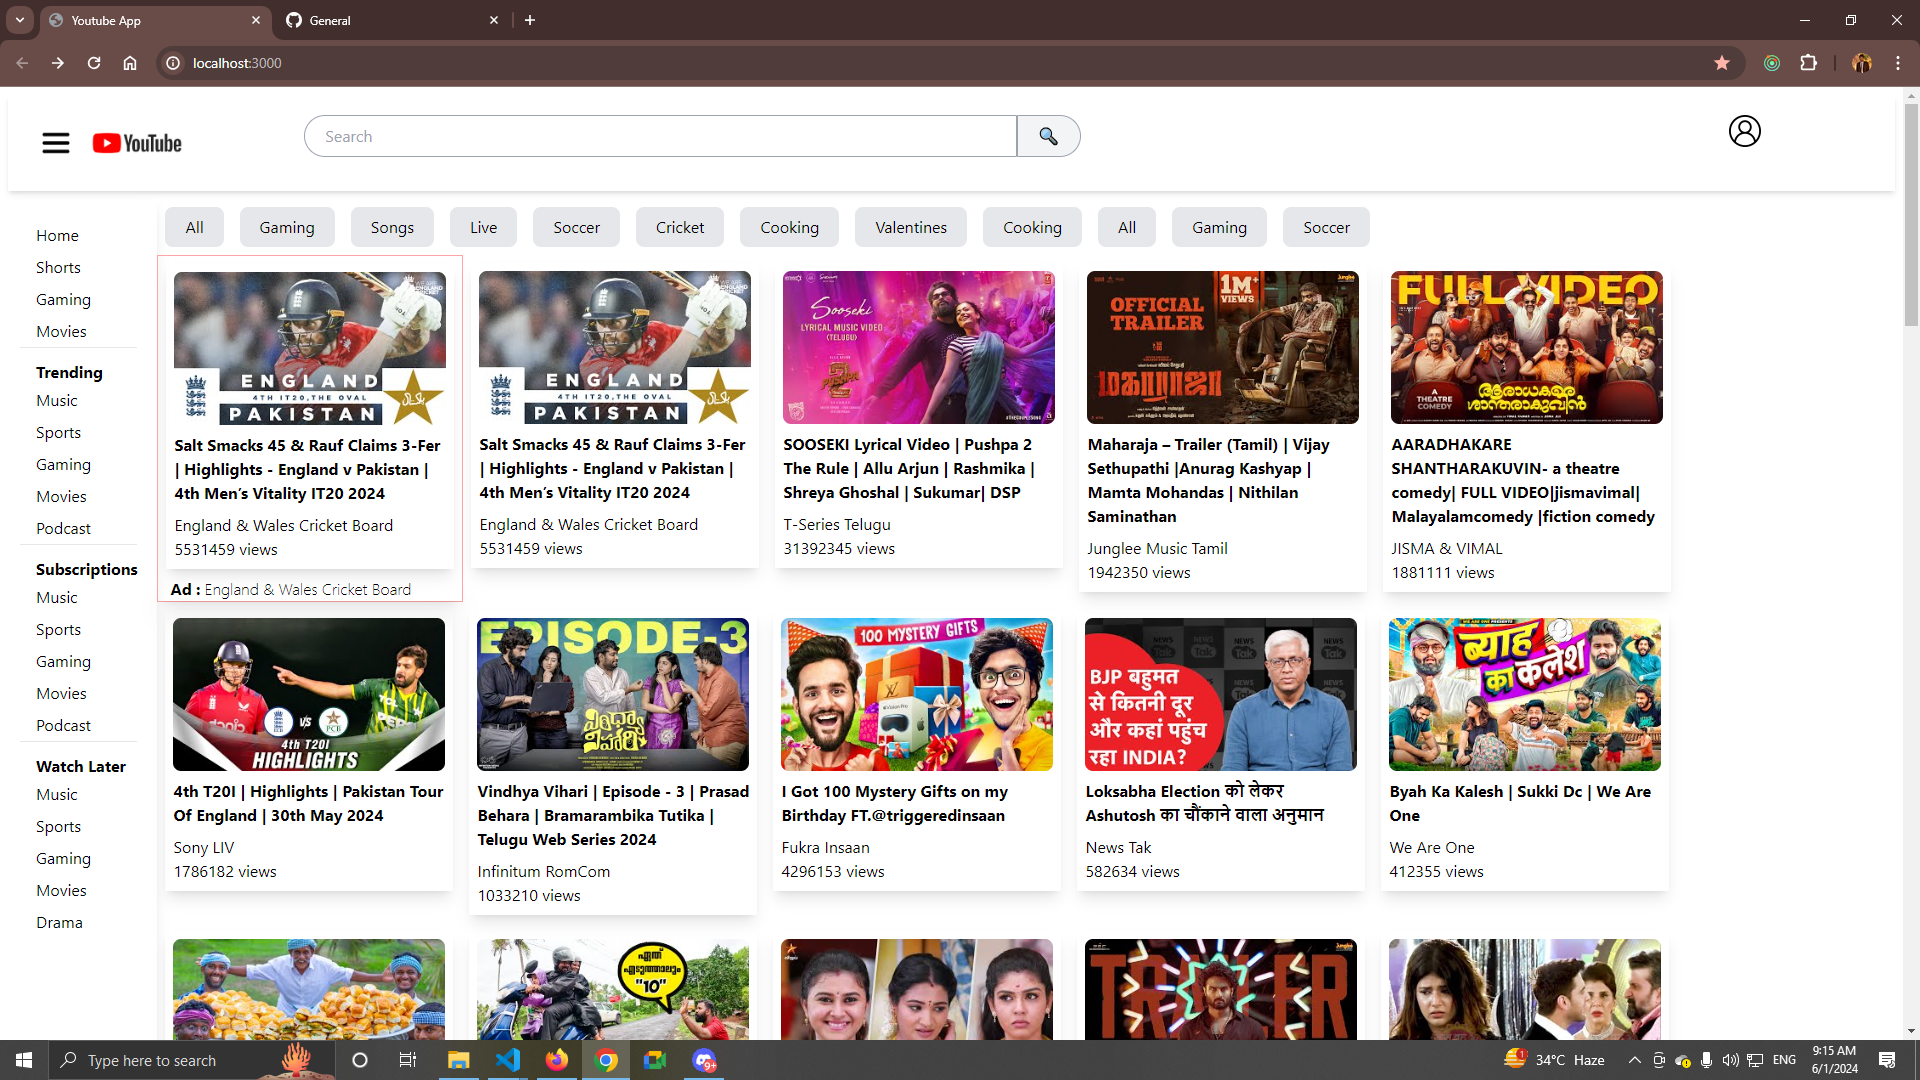 Youtube App
General
localhost:3000
YouTube
Search
All
Gaming
Songs
Live
Soccer
Cricket
Cooking
Valentines
Cooking
All
Gaming
Soccer
Home
Shorts
Gaming
Movies
Trending
Music
Sports
Gaming
Movies
Podcast
Subscriptions
Music
Sports
Gaming
Movies
Podcast
Watch Later
Music
Sports
Gaming
Movies
Drama
ENGLAND
4TH IT20, THE OVAL
PAKISTAN
Salt Smacks 45 & Rauf Claims 3-Fer
| Highlights - England v Pakistan |
4th Men’s Vitality IT20 2024
England & Wales Cricket Board
5531459 views
Ad : England & Wales Cricket Board
ENGLAND
4TH IT20, THE OVAL
PAKISTAN
Salt Smacks 45 & Rauf Claims 3-Fer
| Highlights - England v Pakistan |
4th Men’s Vitality IT20 2024
England & Wales Cricket Board
5531459 views
Sooseki
LYRICAL MUSIC VIDEO
(TELUGU)
SOOSEKI Lyrical Video | Pushpa 2
The Rule | Allu Arjun | Rashmika |
Shreya Ghoshal | Sukumar| DSP
T-Series Telugu
31392345 views
OFFICIAL
TRAILER
1M+
VIEWS
மகாராஜா
Maharaja – Trailer (Tamil) | Vijay
Sethupathi |Anurag Kashyap |
Mamta Mohandas | Nithilan
Saminathan
Junglee Music Tamil
1942350 views
FULL VIDEO
A THEATRE
COMEDY
ആരാധകരെ
ശാന്തരാകുവിൻ
AARADHAKARE
SHANTHARAKUVIN- a theatre
comedy| FULL VIDEO|jismavimal|
Malayalamcomedy |fiction comedy
JISMA & VIMAL
1881111 views
VS
4th T20I
HIGHLIGHTS
4th T20I | Highlights | Pakistan Tour
Of England | 30th May 2024
Sony LIV
1786182 views
EPISODE-3
వింధ్యా
విహారి
Vindhya Vihari | Episode - 3 | Prasad
Behara | Bramarambika Tutika |
Telugu Web Series 2024
Infinitum RomCom
1033210 views
100 MYSTERY GIFTS
I Got 100 Mystery Gifts on my
Birthday FT.@triggeredinsaan
Fukra Insaan
4296153 views
BJP बहुमत
से कितनी दूर
और कहां पहुंच
रहा INDIA?
NEWS
Tak
Loksabha Election को लेकर
Ashutosh का चौंकाने वाला अनुमान
News Tak
582634 views
ब्याह
का कलेश
Byah Ka Kalesh | Sukki Dc | We Are
One
We Are One
412355 views
ഏത്
എടുത്താലും
"10"
TRAILER
Type here to search
9+
1
34°C Haze
ENG
9:15 AM
6/1/2024